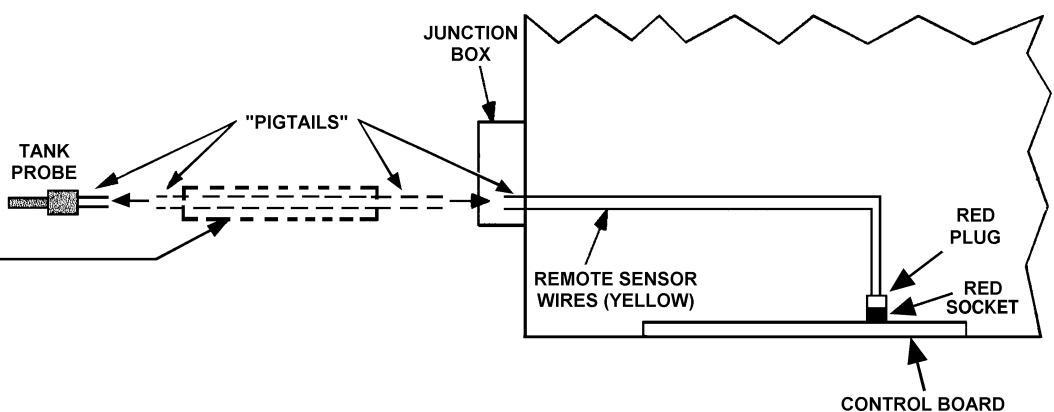 JUNCTION
BOX
"PIGTAILS"
TANK
PROBE
RED
PLUG
REMOTE SENSOR
WIRES (YELLOW)
RED
SOCKET
CONTROL BOARD